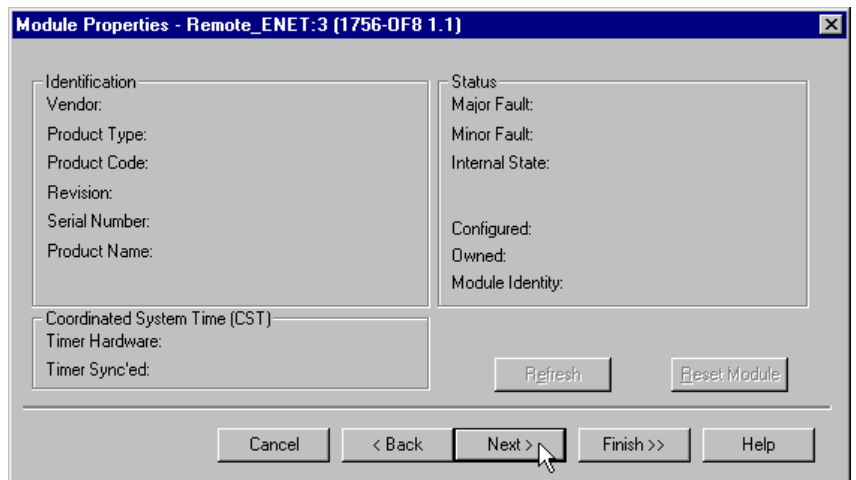 Module Properties - Remote_ENET:3 (1756-OF8 1.1)
Identification
Vendor:
Product Type:
Product Code:
Revision:
Serial Number:
Product Name:
Status
Major Fault:
Minor Fault:
Internal State:
Configured:
Owned:
Module Identity:
Coordinated System Time (CST)
Timer Hardware:
Timer Sync'ed:
Refresh
Reset Module
Cancel
< Back
Next >
Finish >>
Help